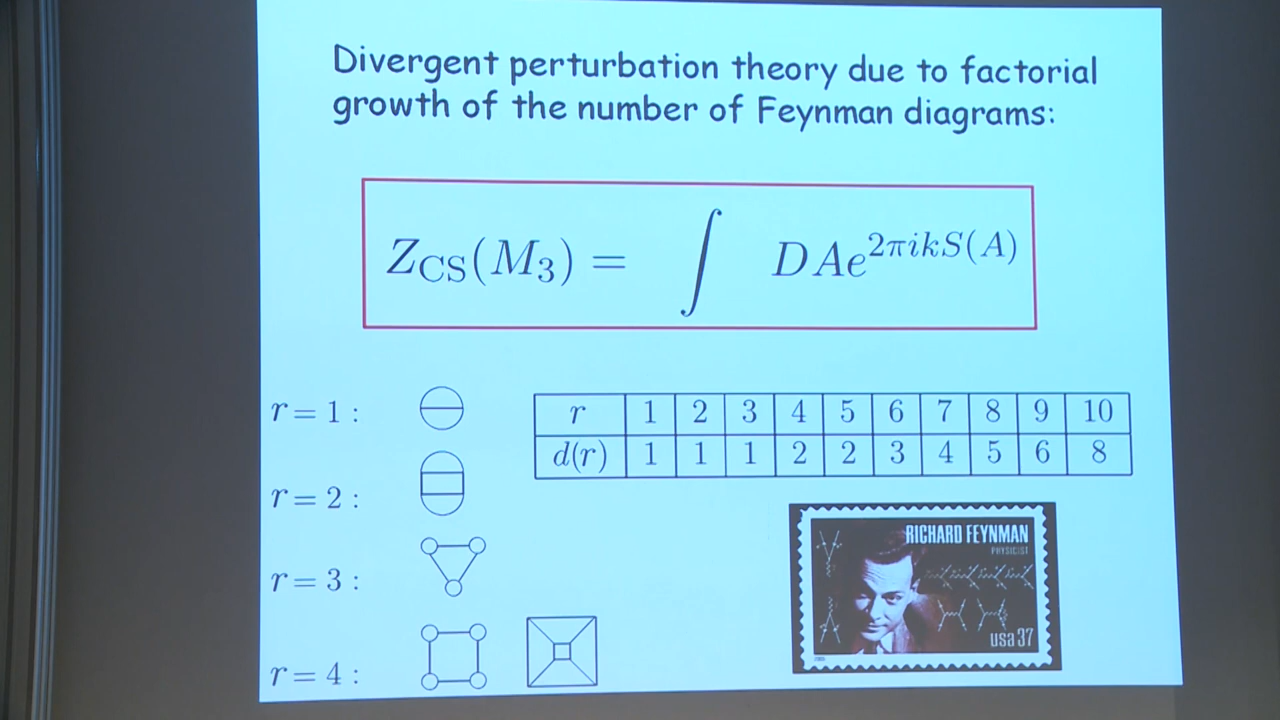 Divergent perturbation theory due to factorial
growth of the number of Feynman diagrams:
Z_CS(M_3) = ∫ DAe^{2πikS(A)}
r = 1 :
r = 2 :
r = 3 :
r = 4 :
r 1 2 3 4 5 6 7 8 9 10
d(r) 1 1 1 2 2 3 4 5 6 8
RICHARD FEYNMAN
PHYSICIST
usa 37